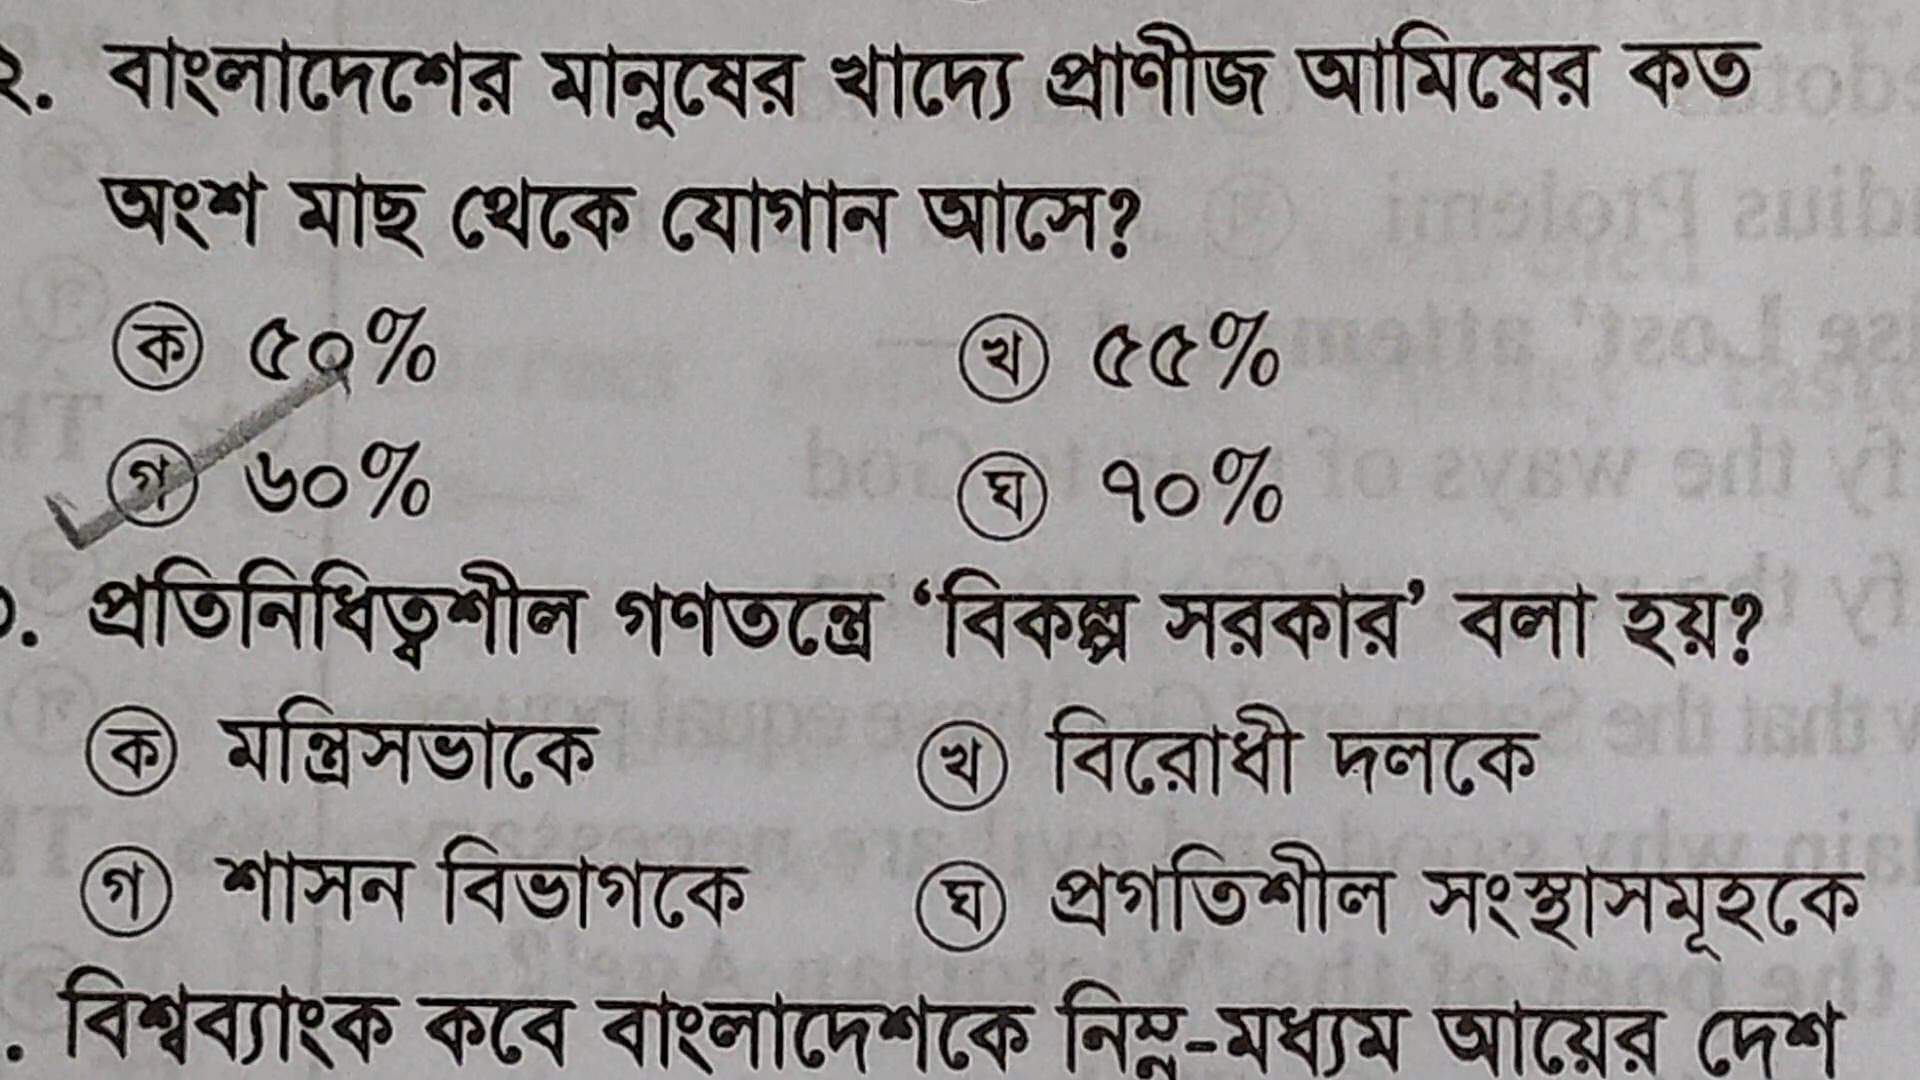 ২. বাংলাদেশের মানুষের খাদ্যে প্রাণীজ আমিষের কত
অংশ মাছ থেকে যোগান আসে?
ক ৫০% খ ৫৫%
গ ৬০% ঘ ৭০%
. প্রতিনিধিত্বশীল গণতন্ত্রে ‘বিকল্প সরকার’ বলা হয়?
ক মন্ত্রিসভাকে খ বিরোধী দলকে
গ শাসন বিভাগকে ঘ প্রগতিশীল সংস্থাসমূহকে
. বিশ্বব্যাংক কবে বাংলাদেশকে নিম্ন-মধ্যম আয়ের দেশ